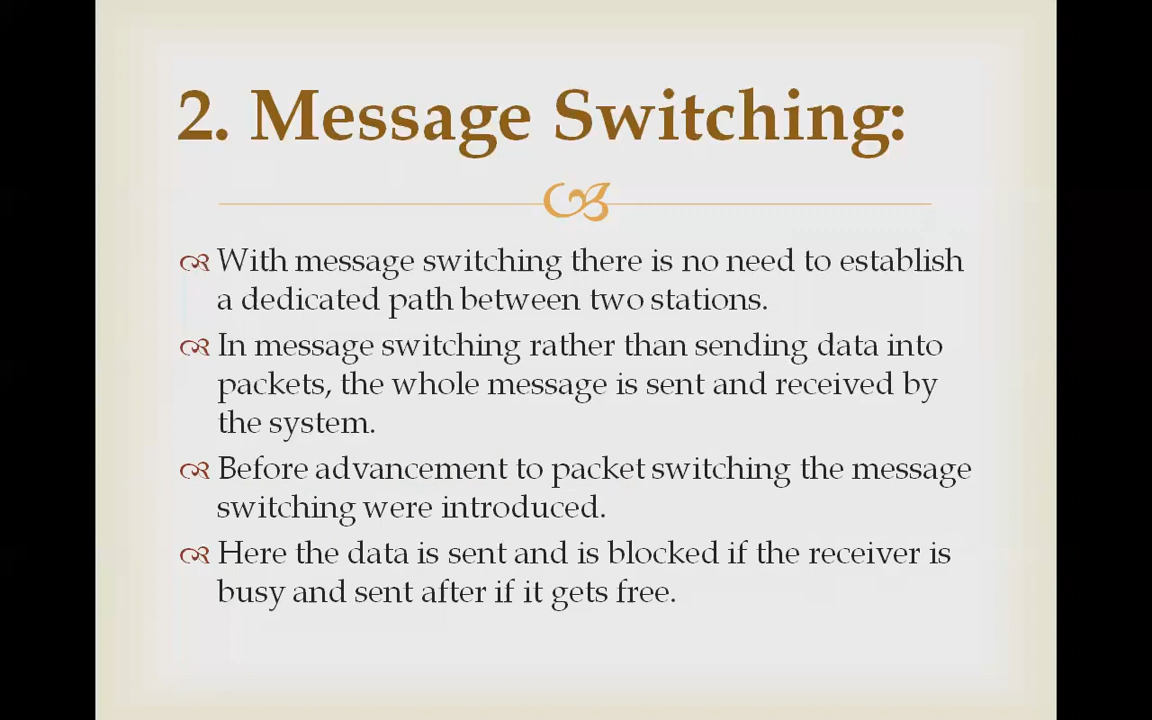 2. Message Switching:
With message switching there is no need to establish
a dedicated path between two stations.
In message switching rather than sending data into
packets, the whole message is sent and received by
the system.
Before advancement to packet switching the message
switching were introduced.
Here the data is sent and is blocked if the receiver is
busy and sent after if it gets free.